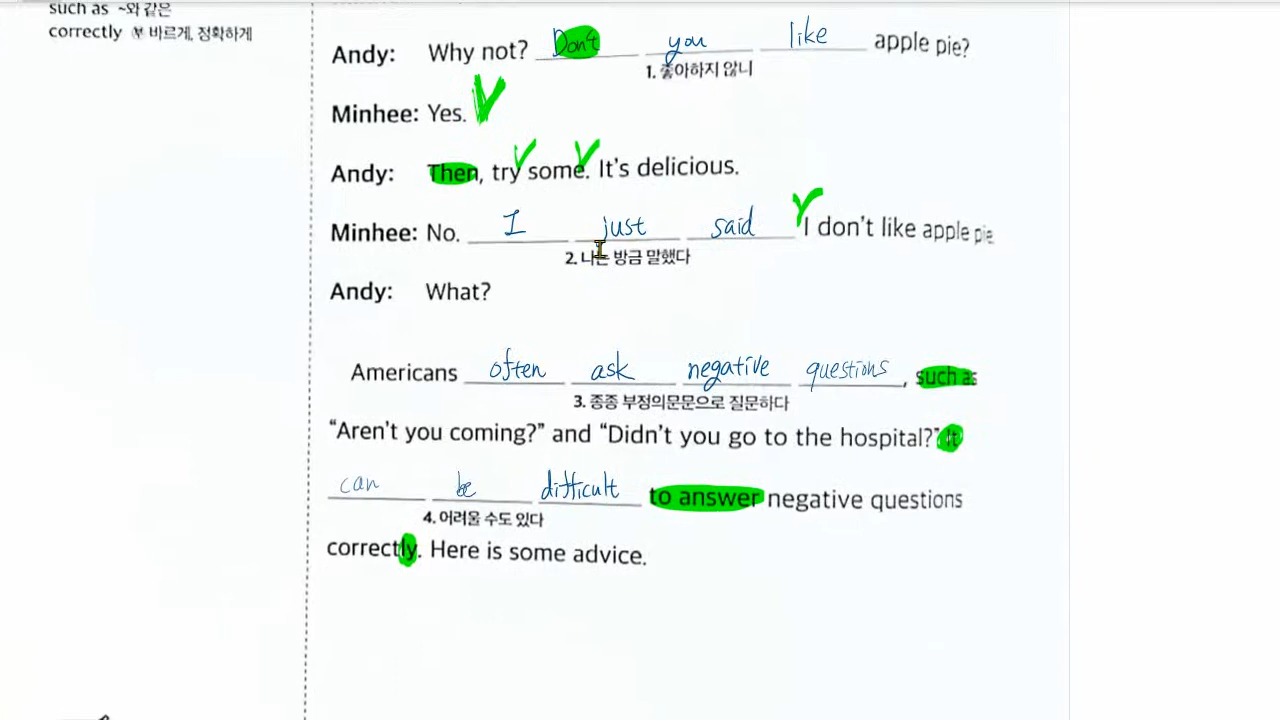 such as ~와 같은
correctly 부 바르게, 정확하게
Andy: Why not? Don't you like apple pie?
1. 좋아하지 않니
Minhee: Yes.
Andy: Then, try some. It's delicious.
Minhee: No. I just said I don't like apple pie
2. 나는 방금 말했다
Andy: What?
Americans often ask negative questions, such as
3. 종종 부정의문문으로 질문하다
"Aren't you coming?" and "Didn't you go to the hospital?" It
can be difficult to answer negative questions
4. 어려울 수도 있다
correctly. Here is some advice.